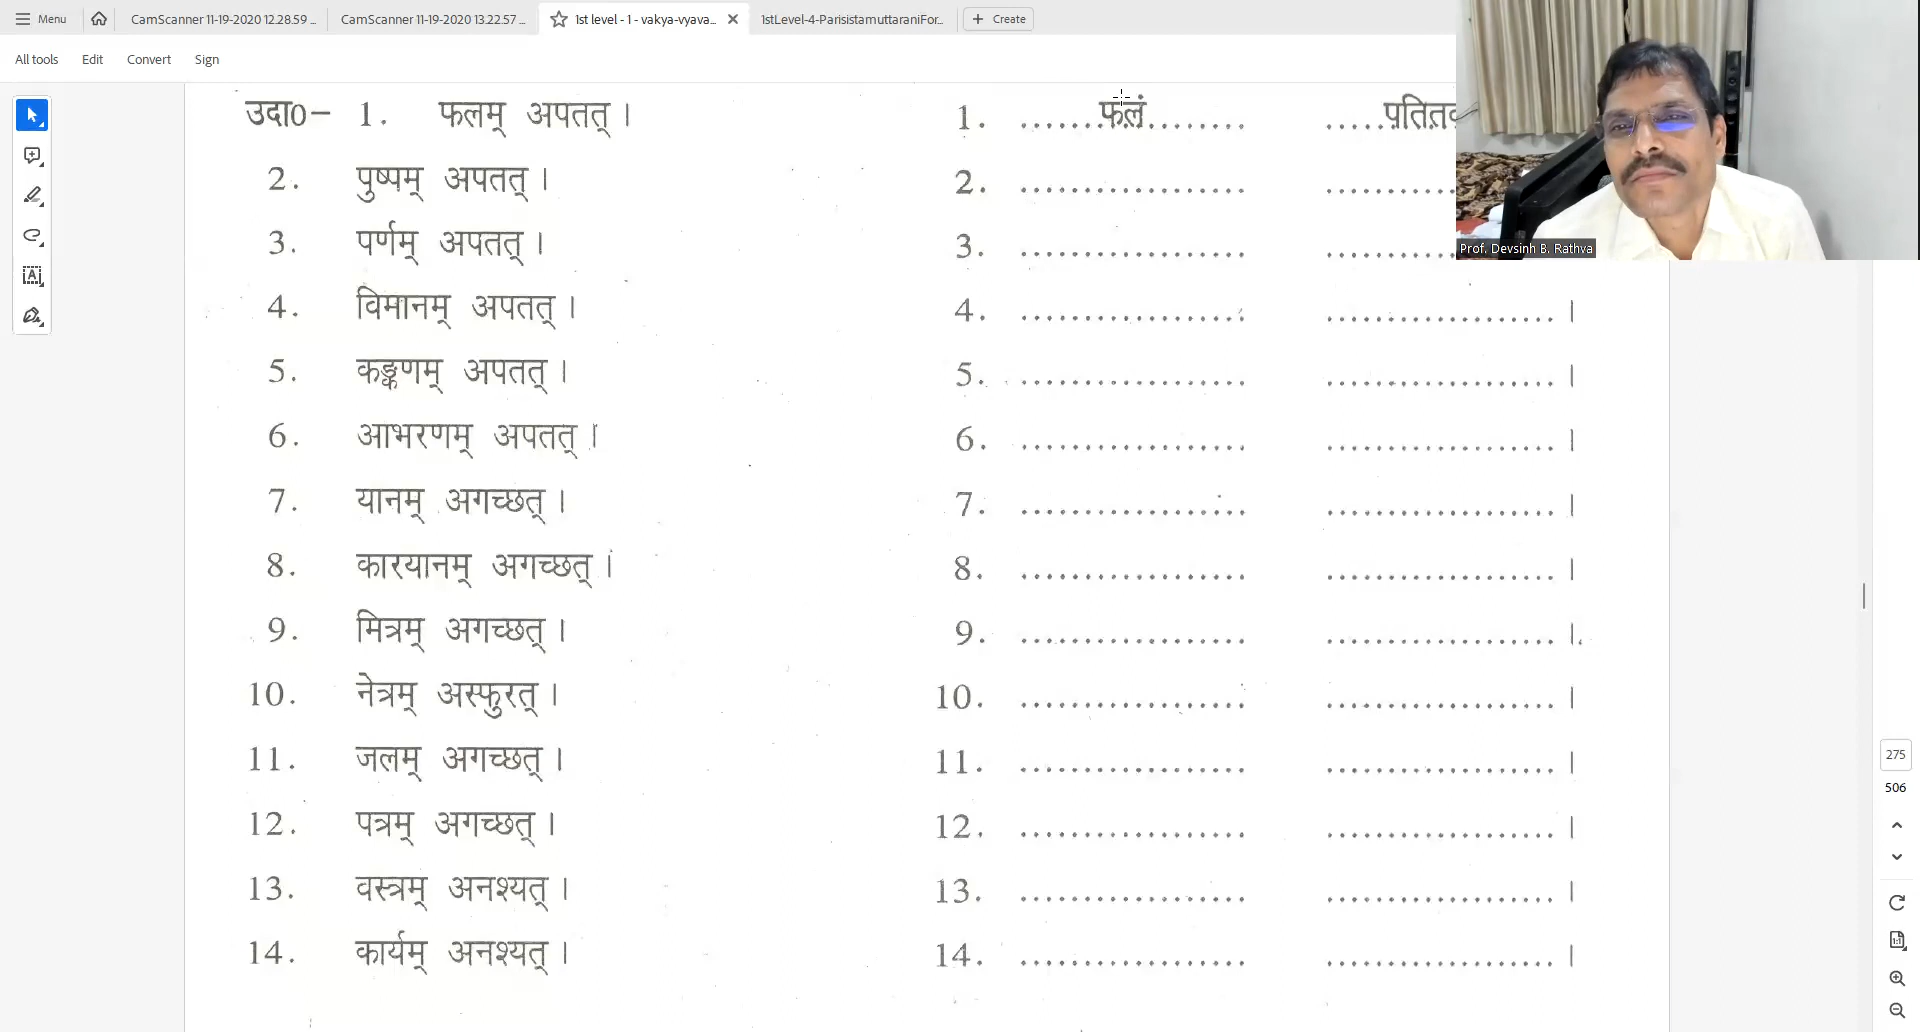 Menu CamScanner 11-19-2020 12.28.59 ... CamScanner 11-19-2020 13.22.57 ... 1st level - 1 - vakya-vyava... 1stLevel-4-ParisistamuttaraniFor... Create
All tools Edit Convert Sign
उदा0– 1. फलम् अपतत् । 1. ........फलं......... .....पतित
2. पुष्पम् अपतत् । 2. ........................ ................
3. पर्णम् अपतत् । 3. ........................ ................
Prof. Devsinh B. Rathva
4. विमानम् अपतत् । 4. ........................ ........................ ।
5. कङ्कणम् अपतत् । 5. ........................ ........................ ।
6. आभरणम् अपतत् । 6. ........................ ........................ ।
7. यानम् अगच्छत् । 7. ........................ ........................ ।
8. कारयानम् अगच्छत् । 8. ........................ ........................ ।
9. मित्रम् अगच्छत् । 9. ........................ ........................ ।
10. नेत्रम् अस्फुरत् । 10. ........................ ........................ ।
11. जलम् अगच्छत् । 11. ........................ ........................ ।
12. पत्रम् अगच्छत् । 12. ........................ ........................ ।
13. वस्त्रम् अनश्यत् । 13. ........................ ........................ ।
14. कार्यम् अनश्यत् । 14. ........................ ........................ ।
275
506